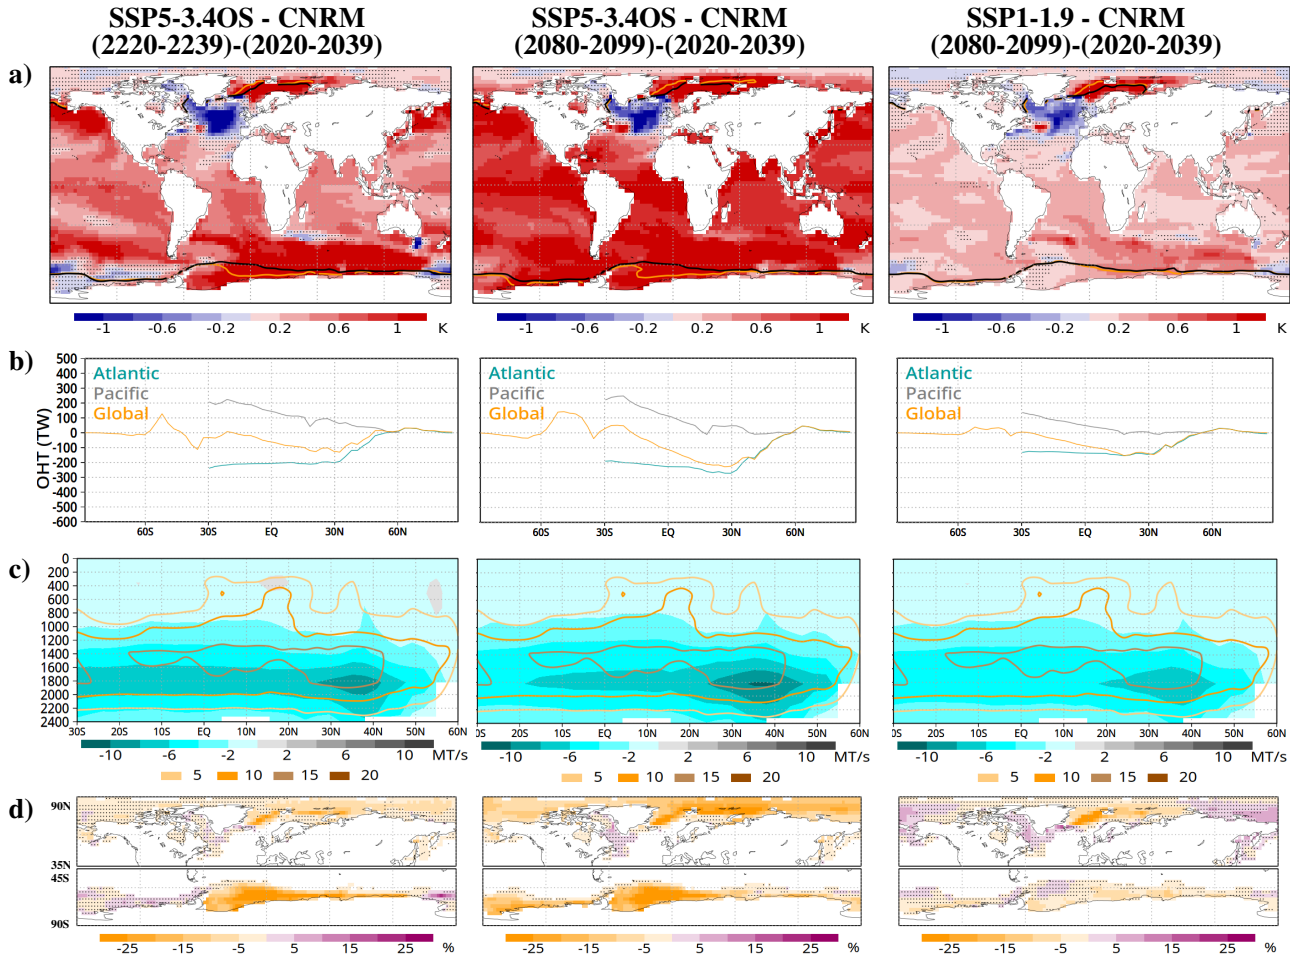 SSP5-3.4OS - CNRM
(2220-2239)-(2020-2039)
SSP5-3.4OS - CNRM
(2080-2099)-(2020-2039)
SSP1-1.9 - CNRM
(2080-2099)-(2020-2039)
a)
-1 -0.6 -0.2 0.2 0.6 1 K
-1 -0.6 -0.2 0.2 0.6 1 K
-1 -0.6 -0.2 0.2 0.6 1 K
b)
OHT (TW)
500
400
300
200
100
0
-100
-200
-300
-400
-500
-600
Atlantic
Pacific
Global
60S 30S EQ 30N 60N
Atlantic
Pacific
Global
60S 30S EQ 30N 60N
Atlantic
Pacific
Global
60S 30S EQ 30N 60N
c)
0
200
400
600
800
1000
1200
1400
1600
1800
2000
2200
2400
30S 20S 10S EQ 10N 20N 30N 40N 50N 60N
-10 -6 -2 2 6 10 MT/s
5 10 15 20
30S 20S 10S EQ 10N 20N 30N 40N 50N 60N
-10 -6 -2 2 6 10 MT/s
5 10 15 20
30S 20S 10S EQ 10N 20N 30N 40N 50N 60N
-10 -6 -2 2 6 10 MT/s
5 10 15 20
d)
90N
35N
45S
90S
-25 -15 -5 5 15 25 %
-25 -15 -5 5 15 25 %
-25 -15 -5 5 15 25 %